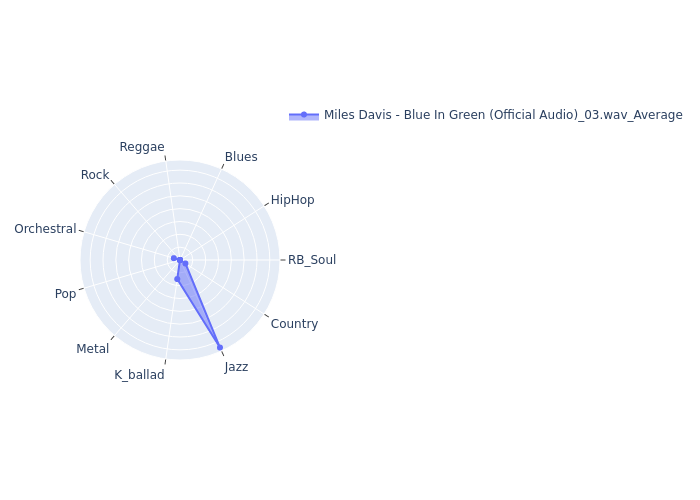 Miles Davis - Blue In Green (Official Audio)_03.wav_Average
Reggae
Blues
Rock
HipHop
Orchestral
RB_Soul
Pop
Country
Metal
Jazz
K_ballad